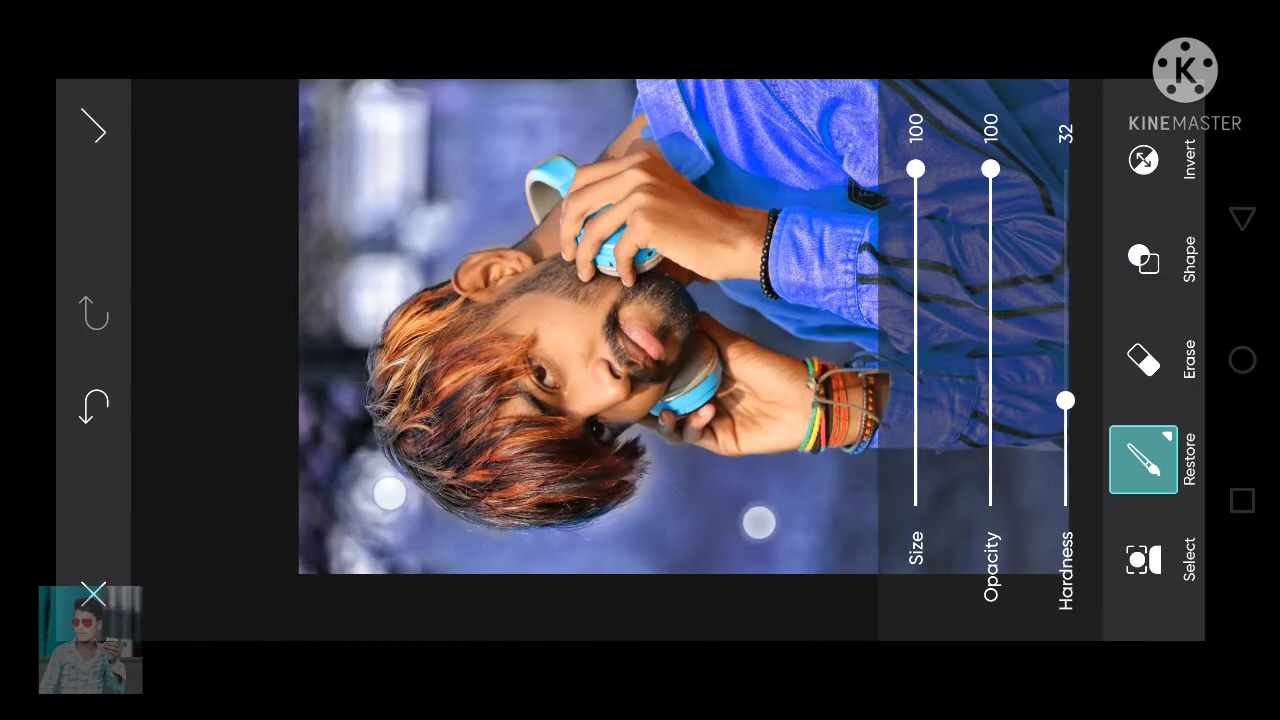 K
KINEMASTER
Size 100
Opacity 100
Hardness 32
Select
Restore
Erase
Shape
Invert